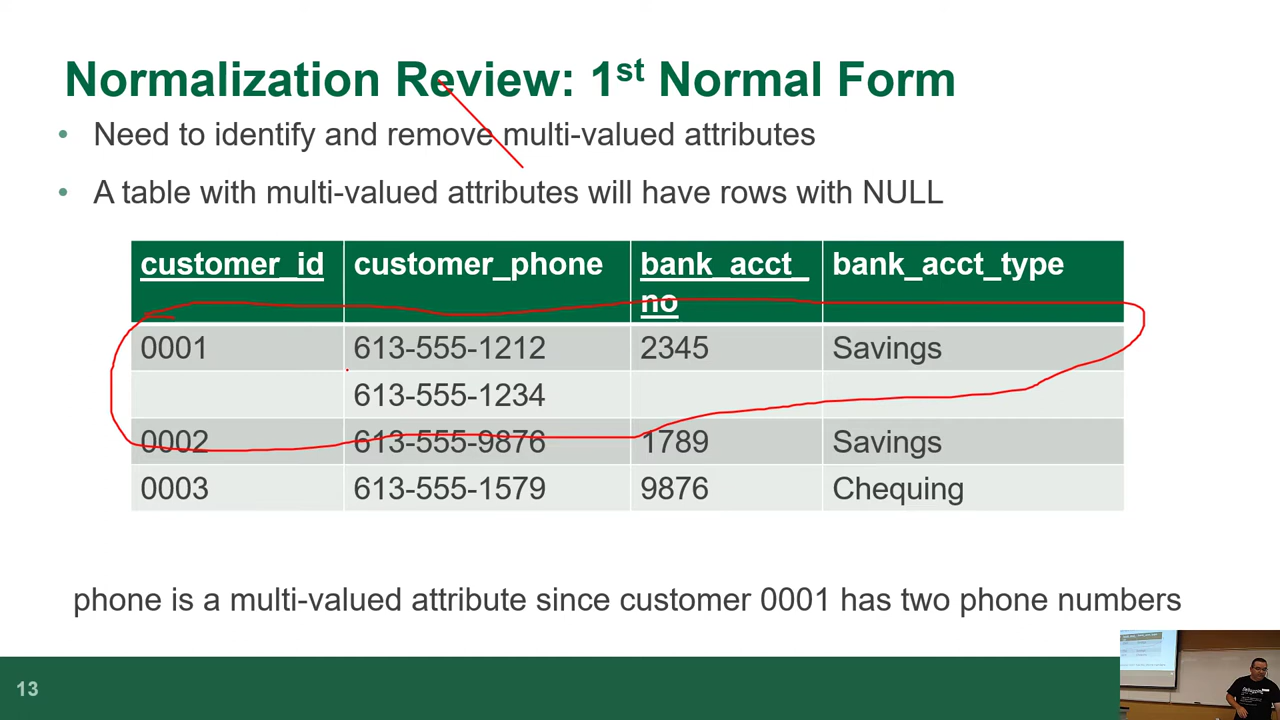 Normalization Review: 1st Normal Form
• Need to identify and remove multi-valued attributes
• A table with multi-valued attributes will have rows with NULL
customer_id customer_phone bank_acct_no bank_acct_type
0001 613-555-1212 2345 Savings
613-555-1234
0002 613-555-9876 1789 Savings
0003 613-555-1579 9876 Chequing
phone is a multi-valued attribute since customer 0001 has two phone numbers
13